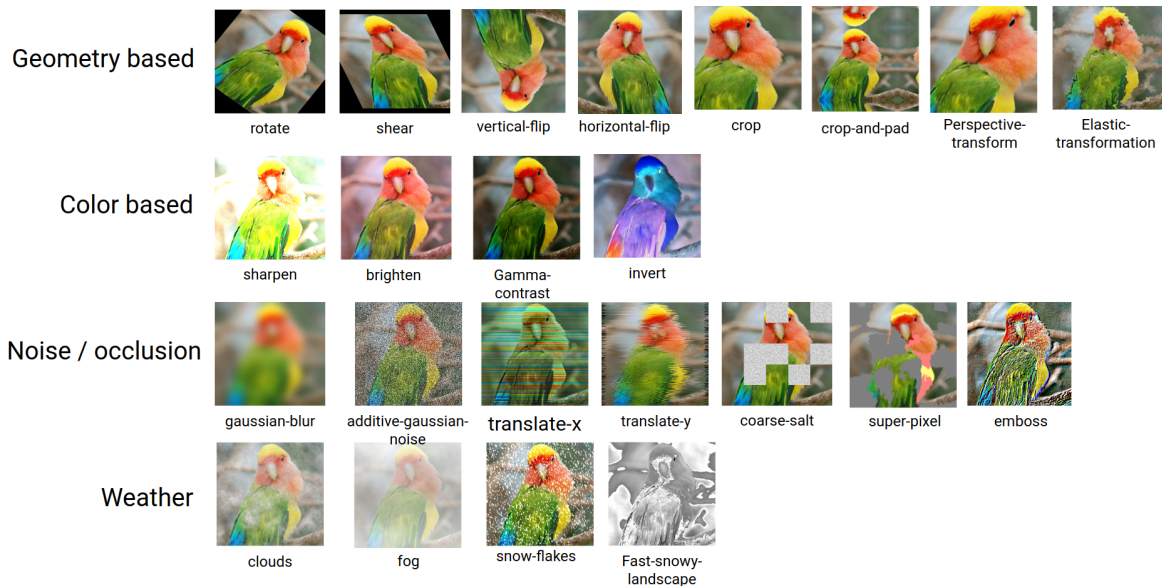 Geometry based
rotate
shear
vertical-flip
horizontal-flip
crop
crop-and-pad
Perspective-
transform
Elastic-
transformation
Color based
sharpen
brighten
Gamma-
contrast
invert
Noise / occlusion
gaussian-blur
additive-gaussian-
noise
translate-x
translate-y
coarse-salt
super-pixel
emboss
Weather
clouds
fog
snow-flakes
Fast-snowy-
landscape